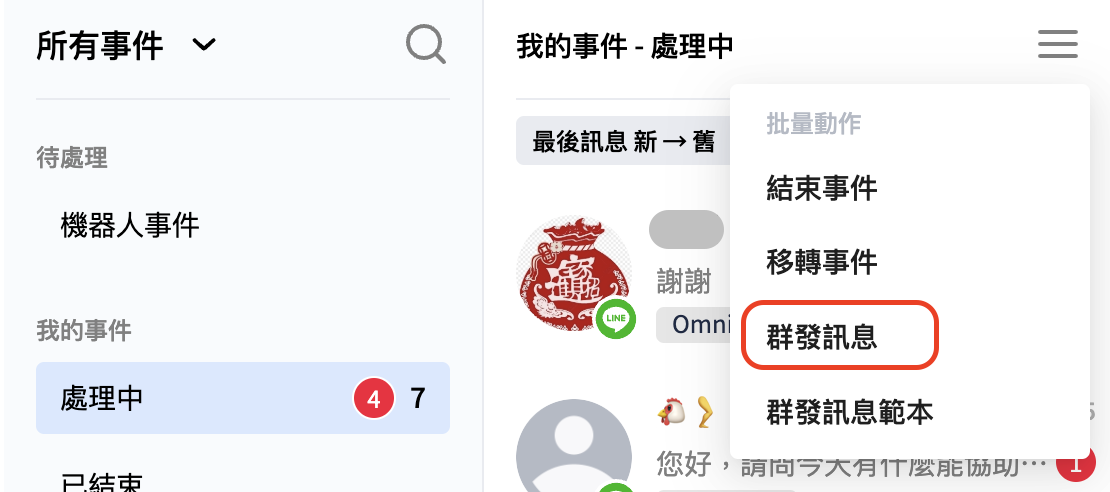 所有事件
待處理
機器人事件
我的事件
處理中 4 7
已結束
我的事件 - 處理中
最後訊息 新 → 舊
謝謝
LINE
Omni
您好，請問今天有什麼能協助⋯
1
批量動作
結束事件
移轉事件
群發訊息
群發訊息範本